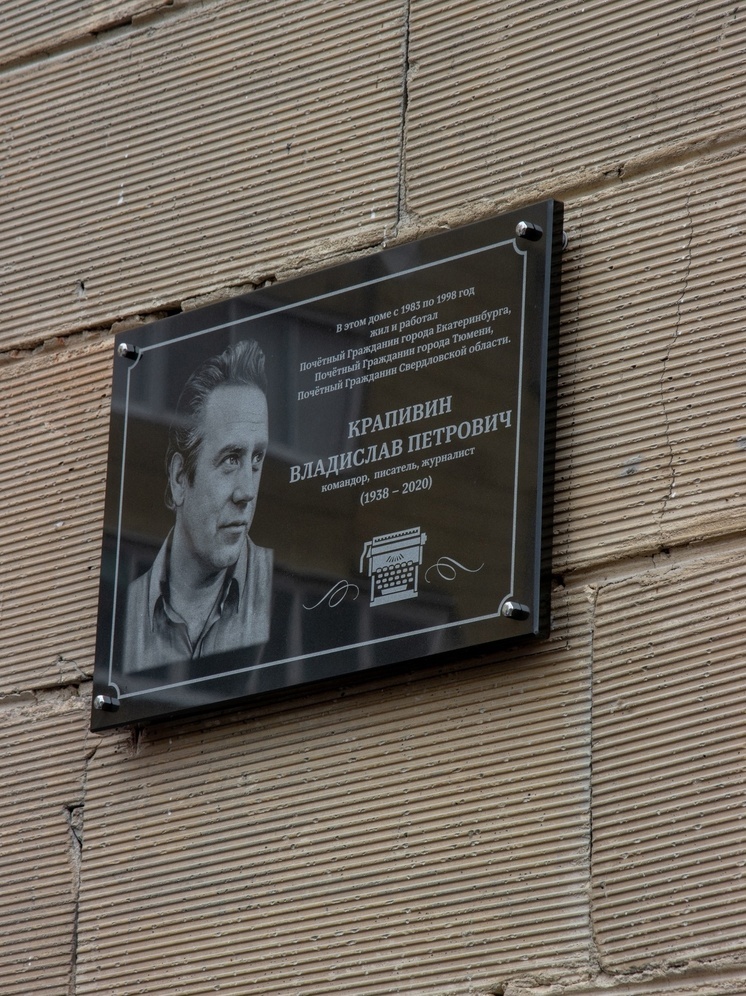 В этом доме с 1983 по 1998 год
жил и работал
Почётный Гражданин города Екатеринбурга,
Почётный Гражданин города Тюмени,
Почётный Гражданин Свердловской области.
КРАПИВИН
ВЛАДИСЛАВ ПЕТРОВИЧ
командор, писатель, журналист
(1938 – 2020)